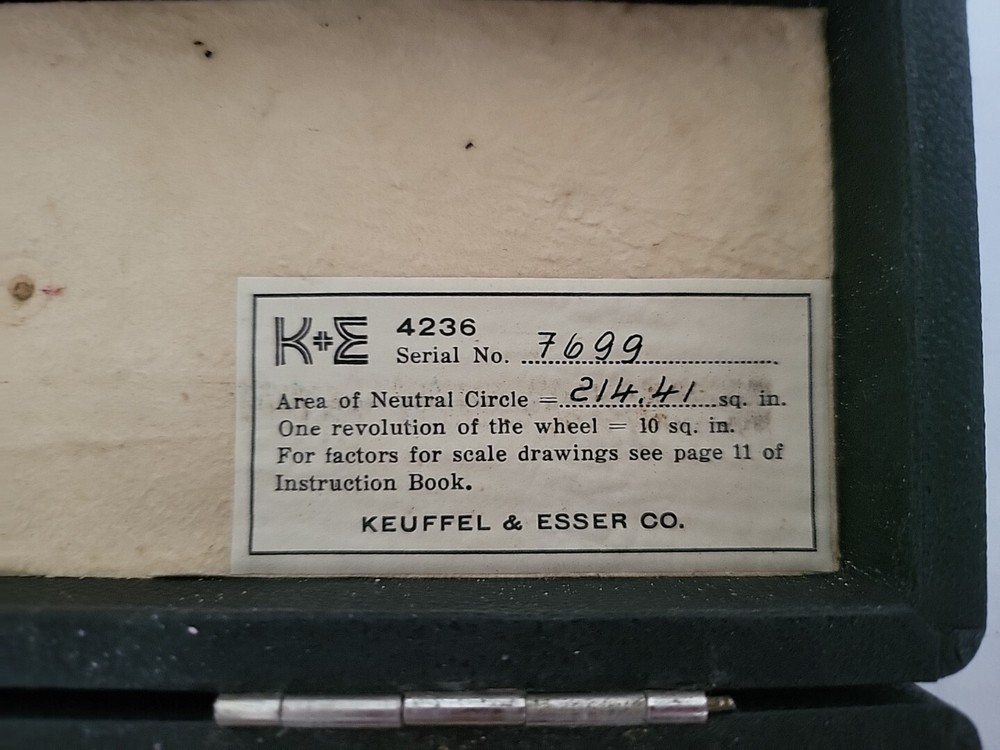 K+E 4236
Serial No. 7699
Area of Neutral Circle = 214.41 sq. in.
One revolution of the wheel = 10 sq. in.
For factors for scale drawings see page 11 of
Instruction Book.
KEUFFEL & ESSER CO.